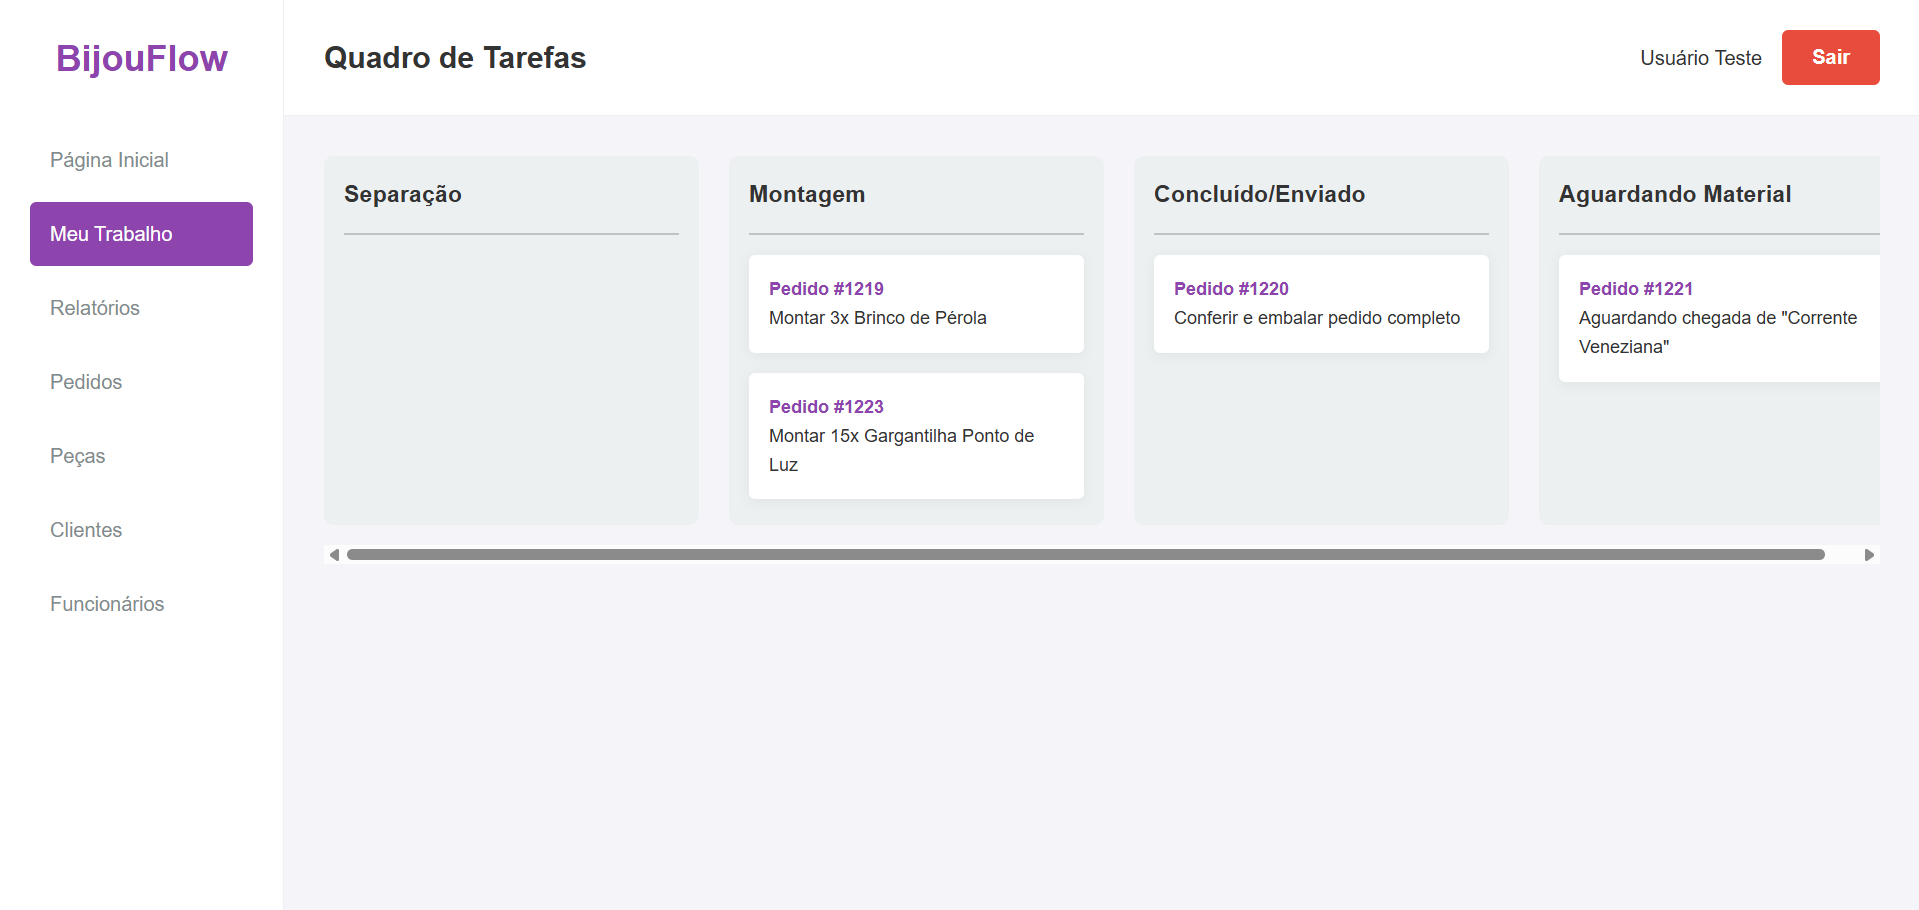 BijouFlow
Página Inicial
Meu Trabalho
Relatórios
Pedidos
Peças
Clientes
Funcionários
Quadro de Tarefas
Usuário Teste
Sair
Separação
Montagem
Pedido #1219
Montar 3x Brinco de Pérola
Pedido #1223
Montar 15x Gargantilha Ponto de
Luz
Concluído/Enviado
Pedido #1220
Conferir e embalar pedido completo
Aguardando Material
Pedido #1221
Aguardando chegada de "Corrente
Veneziana"